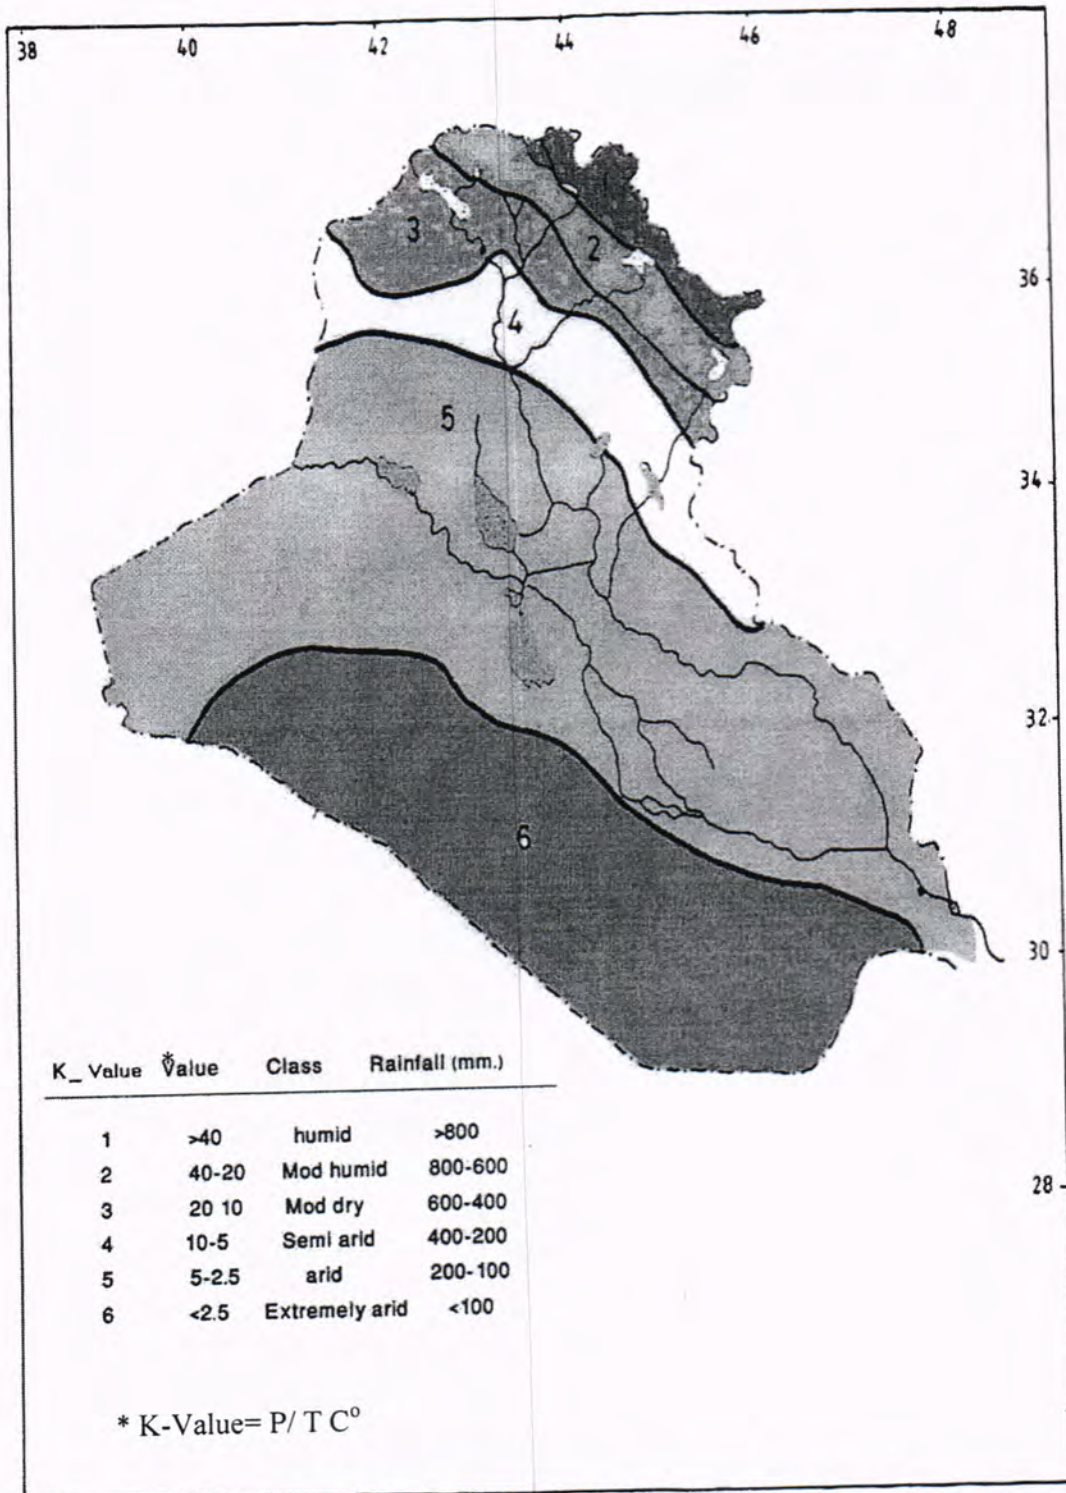 38 40 42 44 46 48
1
3 2
36
4
5
34
32
6
30
K_ Value *Value Class Rainfall (mm.)
1 >40 humid >800
2 40-20 Mod humid 800-600
28
3 20 10 Mod dry 600-400
4 10-5 Semi arid 400-200
5 5-2.5 arid 200-100
6 <2.5 Extremely arid <100
* K-Value= P/ T C°